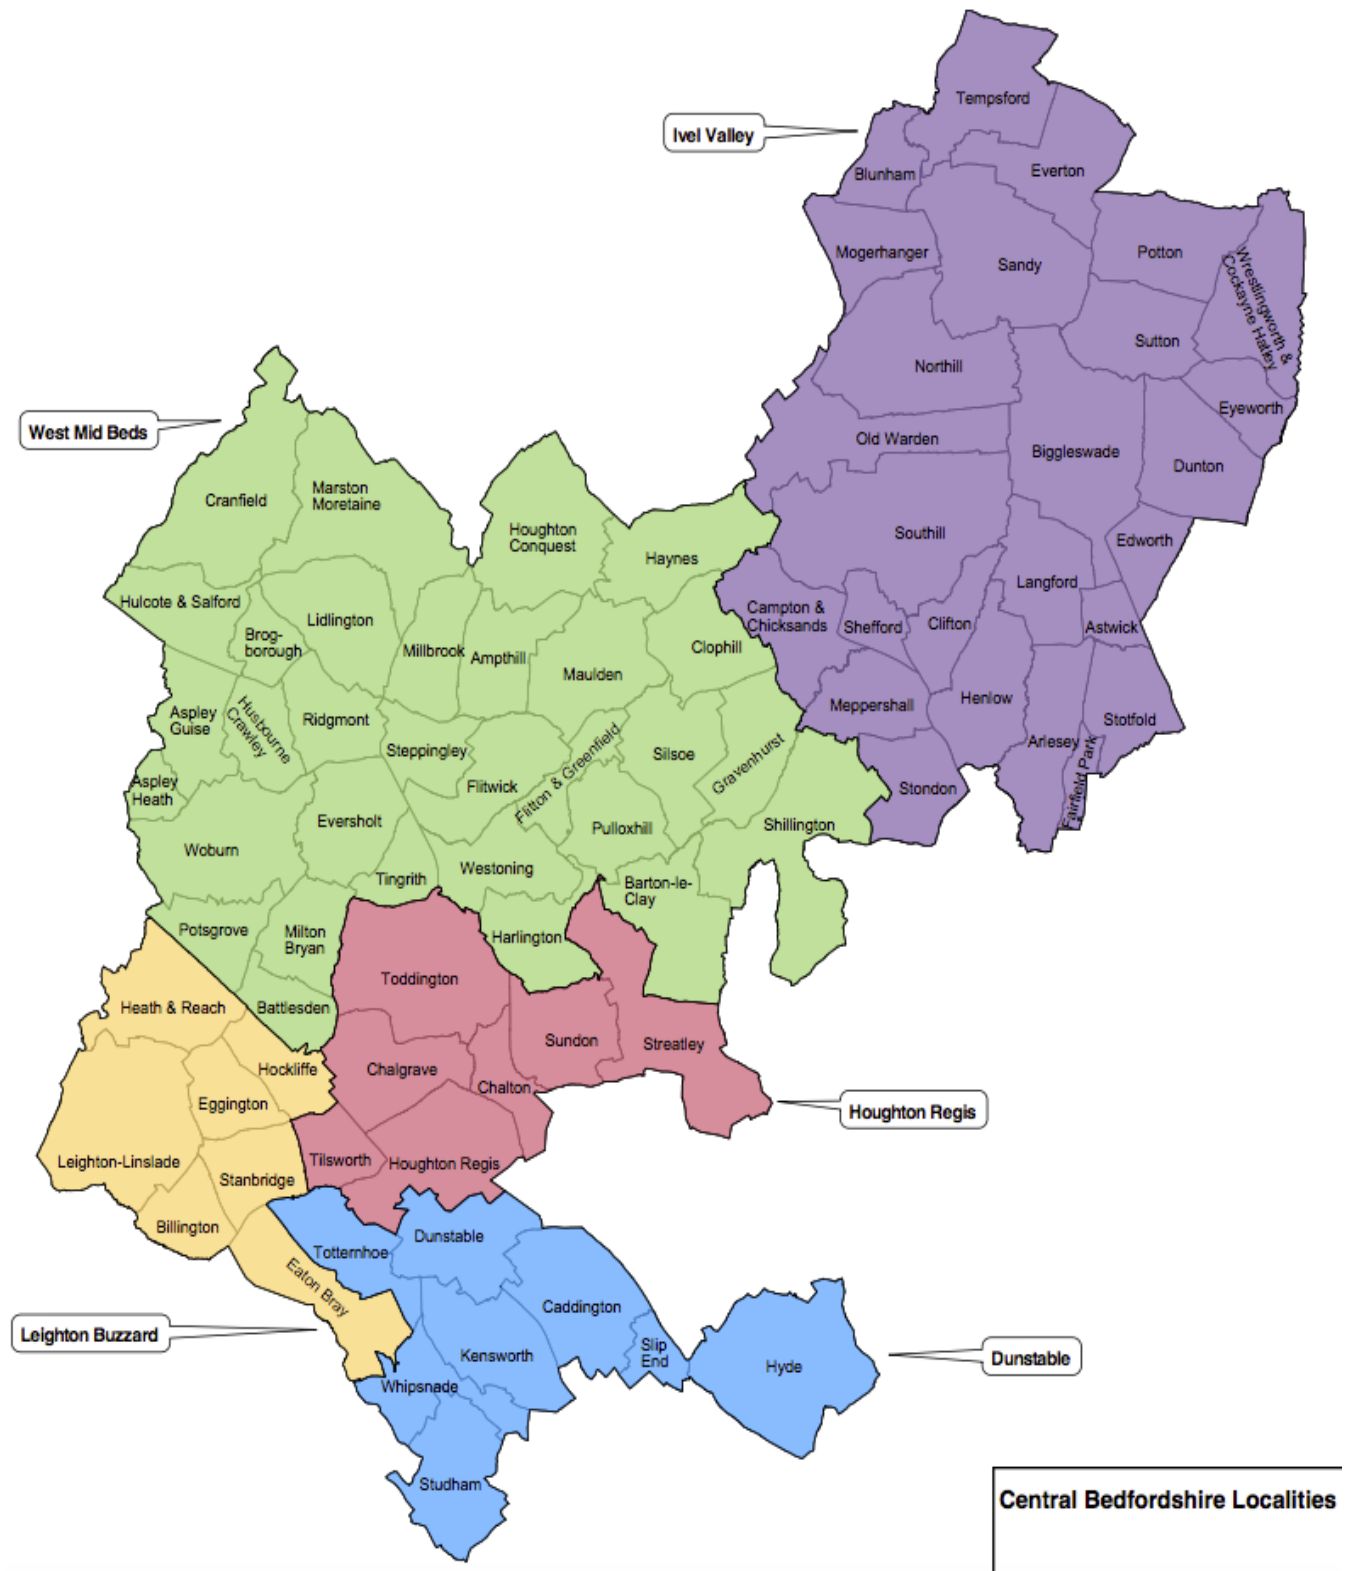 Tempsford
Ivel Valley
Blunham
Everton
Mogerhanger
Sandy
Potton
Wrestlingworth &
Cockayne Hatley
Sutton
Northill
Eyeworth
West Mid Beds
Old Warden
Biggleswade
Dunton
Cranfield
Marston
Moretaine
Houghton
Conquest
Haynes
Southill
Edworth
Langford
Hulcote & Salford
Lidlington
Brog-
borough
Millbrook
Ampthill
Maulden
Clophill
Campton &
Chicksands
Shefford
Clifton
Astwick
Aspley
Guise
Husbourne
Crawley
Ridgmont
Steppingley
Flitwick
Flitton & Greenfield
Silsoe
Gravenhurst
Meppershall
Henlow
Arlesey
Stotfold
Fairfield Park
Aspley
Heath
Stondon
Eversholt
Pulloxhill
Shillington
Woburn
Tingrith
Westoning
Barton-le-
Clay
Potsgrove
Milton
Bryan
Harlington
Toddington
Heath & Reach
Battlesden
Sundon
Streatley
Hockliffe
Chalgrave
Chalton
Eggington
Houghton Regis
Leighton-Linslade
Stanbridge
Tilsworth
Houghton Regis
Billington
Totternhoe
Dunstable
Eaton Bray
Caddington
Leighton Buzzard
Kensworth
Slip
End
Hyde
Dunstable
Whipsnade
Studham
Central Bedfordshire Localities